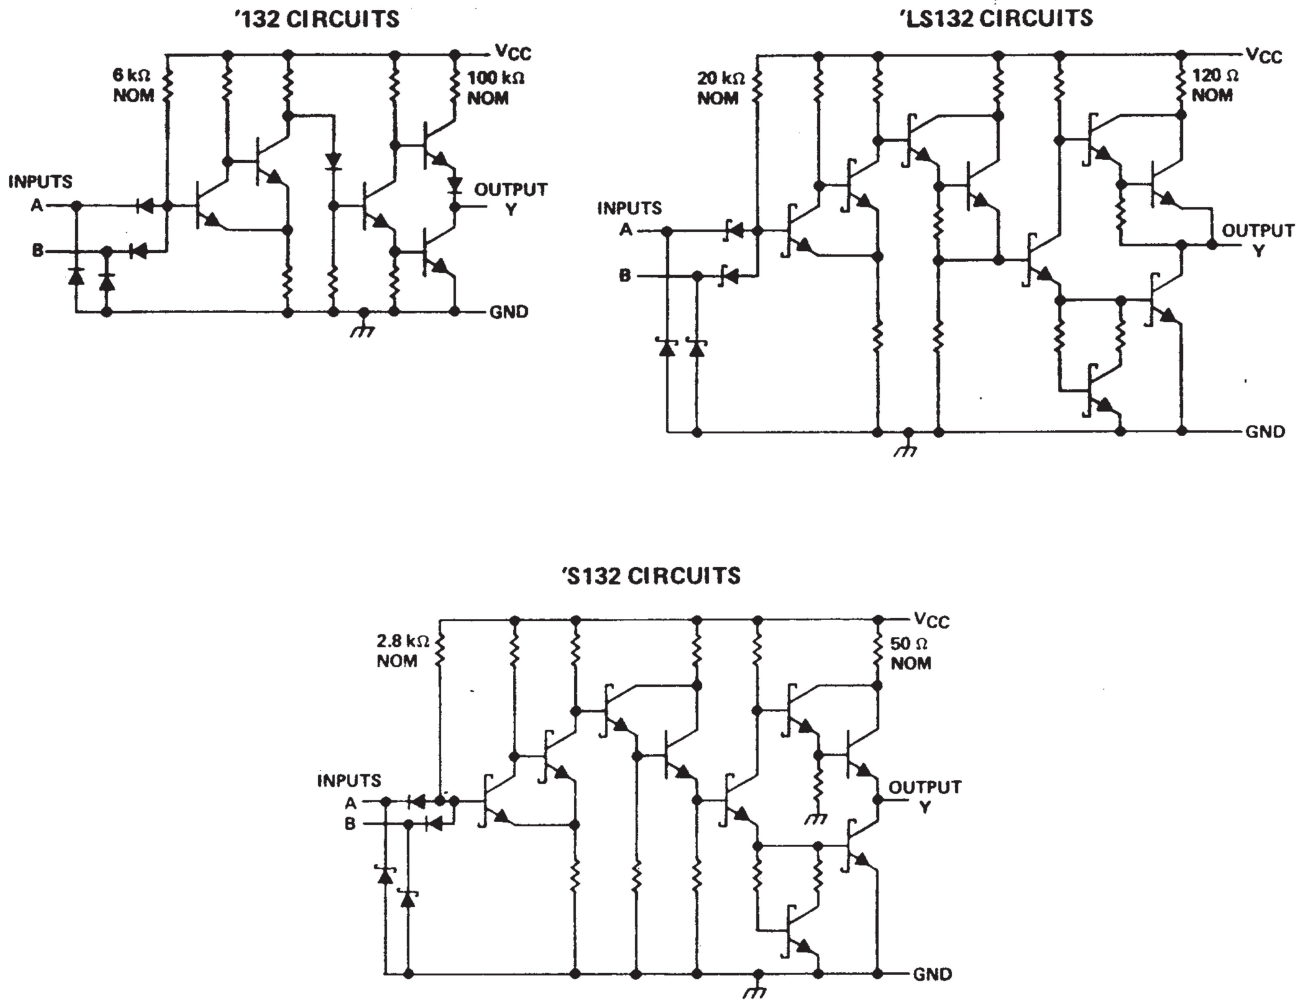 '132 CIRCUITS
VCC
6 kΩ
NOM
100 kΩ
NOM
INPUTS
A
B
OUTPUT
Y
GND
'LS132 CIRCUITS
VCC
20 kΩ
NOM
120 Ω
NOM
INPUTS
A
B
OUTPUT
Y
GND
'S132 CIRCUITS
VCC
2.8 kΩ
NOM
50 Ω
NOM
INPUTS
A
B
OUTPUT
Y
GND